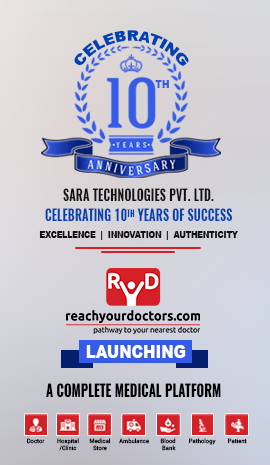 CELEBRATING
10TH
YEARS
ANNIVERSARY
SARA TECHNOLOGIES PVT. LTD.
CELEBRATING 10TH YEARS OF SUCCESS
EXCELLENCE | INNOVATION | AUTHENTICITY
RYD
reachyourdoctors.com
pathway to your nearest doctor
LAUNCHING
A COMPLETE MEDICAL PLATFORM
Doctor Hospital /Clinic Medical Store Ambulance Blood Bank Pathology Patient